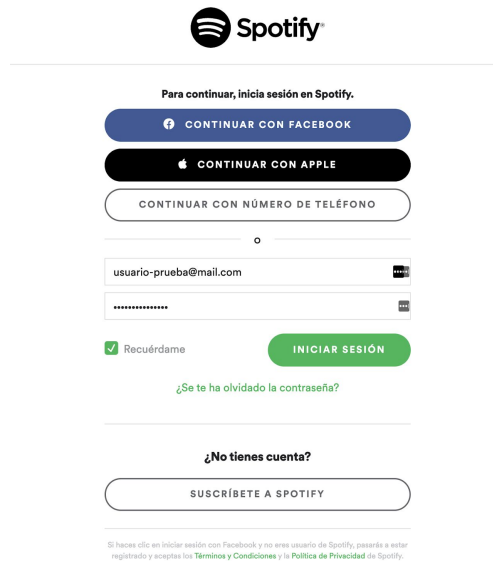 Spotify®
Para continuar, inicia sesión en Spotify.
CONTINUAR CON FACEBOOK
CONTINUAR CON APPLE
CONTINUAR CON NÚMERO DE TELÉFONO
O
usuario-prueba@mail.com
•••••••••••••••
Recuérdame
INICIAR SESIÓN
¿Se te ha olvidado la contraseña?
¿No tienes cuenta?
SUSCRÍBETE A SPOTIFY
Si haces clic en iniciar sesión con Facebook y no eres usuario de Spotify, pasarás a estar
registrado y aceptas los Términos y Condiciones y la Política de Privacidad de Spotify.